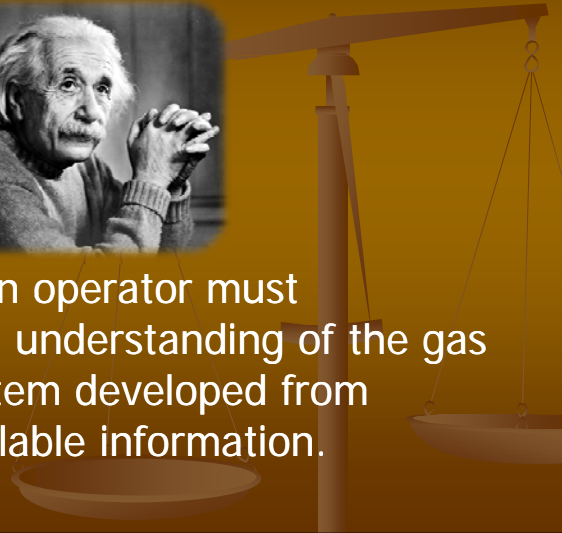 n operator must
understanding of the gas
tem developed from
lable information.